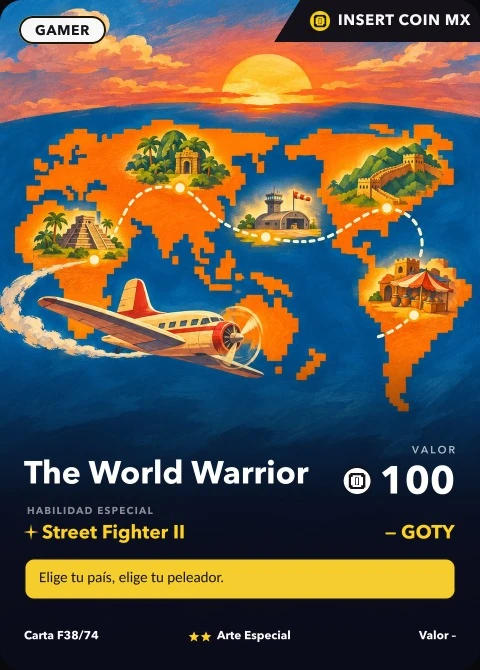 GAMER
INSERT COIN MX
VALOR
The World Warrior
100
HABILIDAD ESPECIAL
Street Fighter II
– GOTY
Elige tu país, elige tu peleador.
Carta F38/74
Arte Especial
Valor –